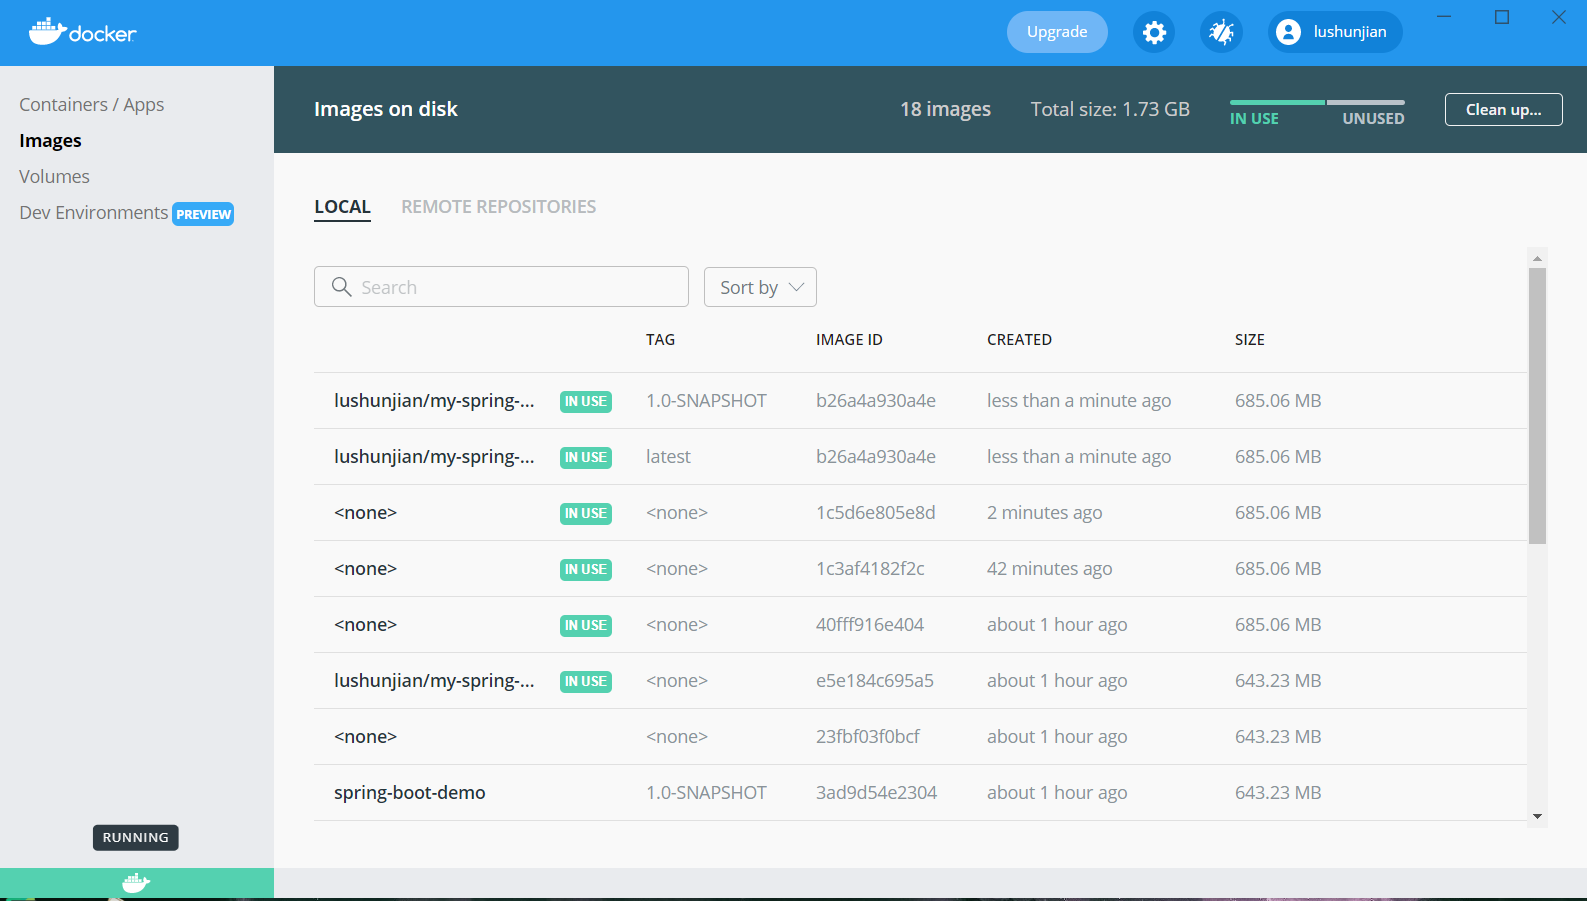 docker
Upgrade
lushunjian
Containers / Apps
Images
Volumes
Dev Environments PREVIEW
RUNNING
Images on disk
18 images
Total size: 1.73 GB
IN USE
UNUSED
Clean up...
LOCAL
REMOTE REPOSITORIES
Search
Sort by
TAG IMAGE ID CREATED SIZE
lushunjian/my-spring-... IN USE 1.0-SNAPSHOT b26a4a930a4e less than a minute ago 685.06 MB
lushunjian/my-spring-... IN USE latest b26a4a930a4e less than a minute ago 685.06 MB
<none> IN USE <none> 1c5d6e805e8d 2 minutes ago 685.06 MB
<none> IN USE <none> 1c3af4182f2c 42 minutes ago 685.06 MB
<none> IN USE <none> 40fff916e404 about 1 hour ago 685.06 MB
lushunjian/my-spring-... IN USE <none> e5e184c695a5 about 1 hour ago 643.23 MB
<none> <none> 23fbf03f0bcf about 1 hour ago 643.23 MB
spring-boot-demo 1.0-SNAPSHOT 3ad9d54e2304 about 1 hour ago 643.23 MB